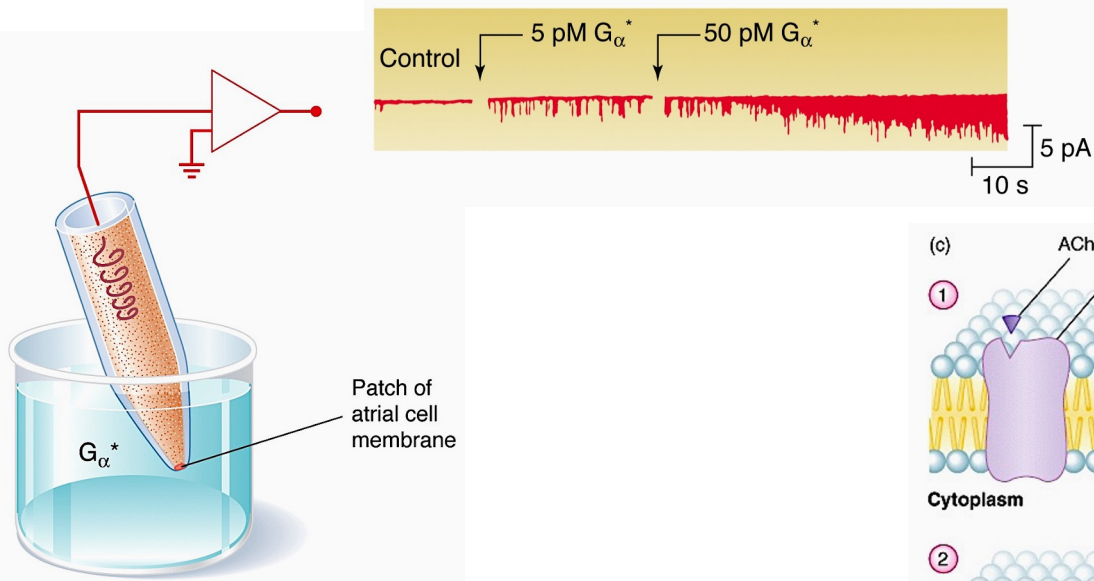 Control
5 pM Gα*
50 pM Gα*
5 pA
10 s
Patch of
atrial cell
membrane
Gα*
(c)
ACh
1
Cytoplasm
2